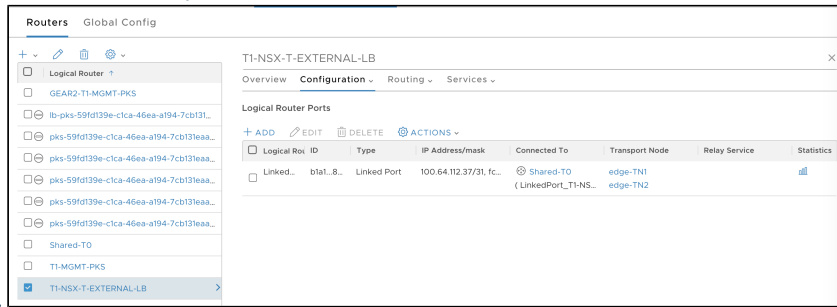 Routers Global Config
T1-NSX-T-EXTERNAL-LB
Logical Router
Overview Configuration Routing Services
GEAR2-T1-MGMT-PKS
Logical Router Ports
lb-pks-59fd139e-c1ca-46ea-a194-7cb131...
+ ADD EDIT DELETE ACTIONS
pks-59fd139e-c1ca-46ea-a194-7cb131eaa...
Logical Rou ID Type IP Address/mask Connected To Transport Node Relay Service Statistics
pks-59fd139e-c1ca-46ea-a194-7cb131eaa...
Linked... b1a1...8... Linked Port 100.64.112.37/31, fc... Shared-T0 edge-TN1
( LinkedPort_T1-NS... edge-TN2
pks-59fd139e-c1ca-46ea-a194-7cb131eaa...
pks-59fd139e-c1ca-46ea-a194-7cb131eaa...
pks-59fd139e-c1ca-46ea-a194-7cb131eaa...
Shared-T0
T1-MGMT-PKS
T1-NSX-T-EXTERNAL-LB